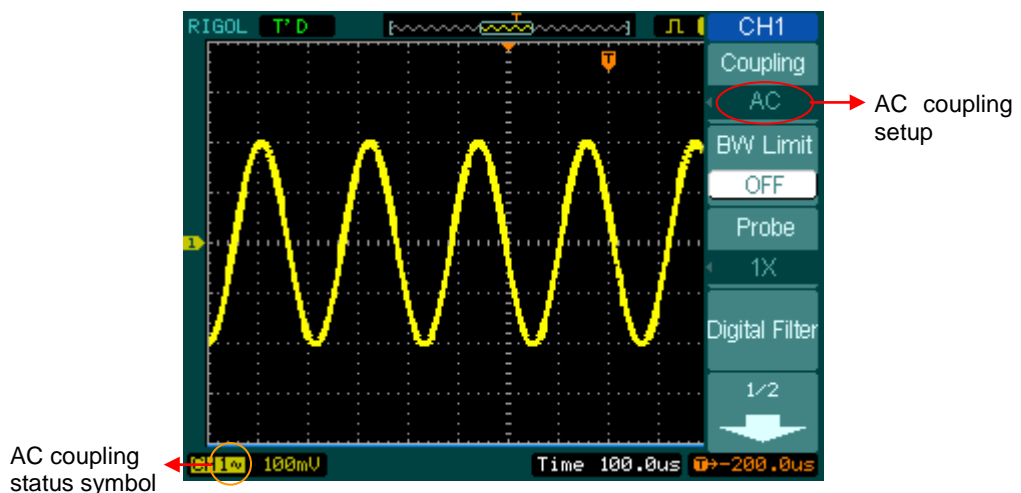 RIGOL T'D T CH1
T
Coupling
AC
AC coupling
setup
BW Limit
OFF
Probe
1
1X
Digital Filter
1/2
AC coupling
status symbol
CH1~ 100mV Time 100.0us T→-200.0us